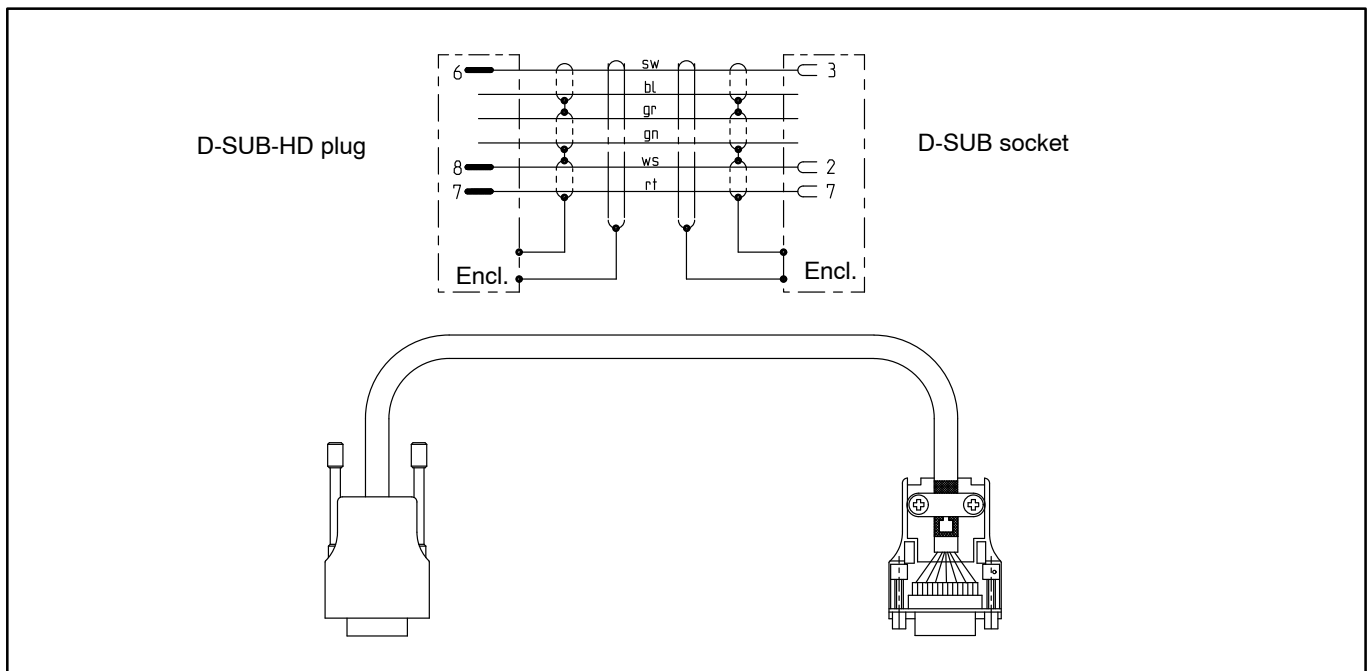 6 sw 3
bl
gr
gn
D-SUB-HD plug
D-SUB socket
8 ws 2
7 rt 7
Encl. Encl.